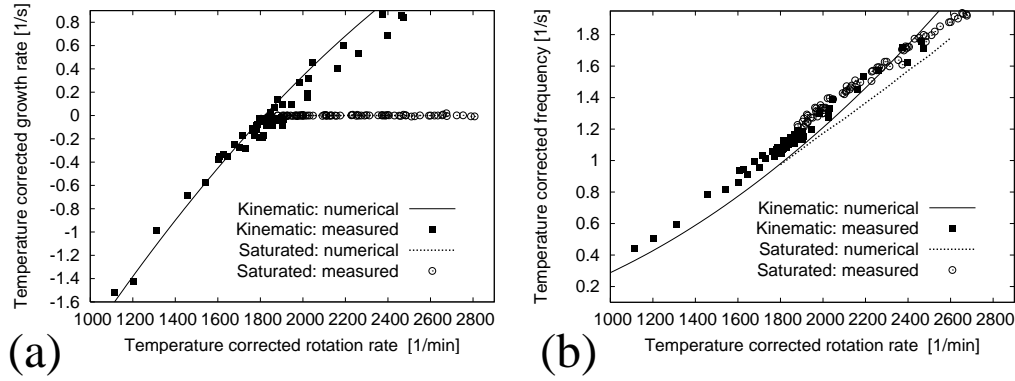 Temperature corrected growth rate [1/s]
0.8
0.6
0.4
0.2
0
-0.2
-0.4
-0.6
-0.8
-1
-1.2
-1.4
-1.6
Kinematic: numerical
Kinematic: measured
Saturated: numerical
Saturated: measured
1000 1200 1400 1600 1800 2000 2200 2400 2600 2800
Temperature corrected rotation rate [1/min]
(a)
Temperature corrected frequency [1/s]
1.8
1.6
1.4
1.2
1
0.8
0.6
0.4
0.2
Kinematic: numerical
Kinematic: measured
Saturated: numerical
Saturated: measured
1000 1200 1400 1600 1800 2000 2200 2400 2600 2800
Temperature corrected rotation rate [1/min]
(b)